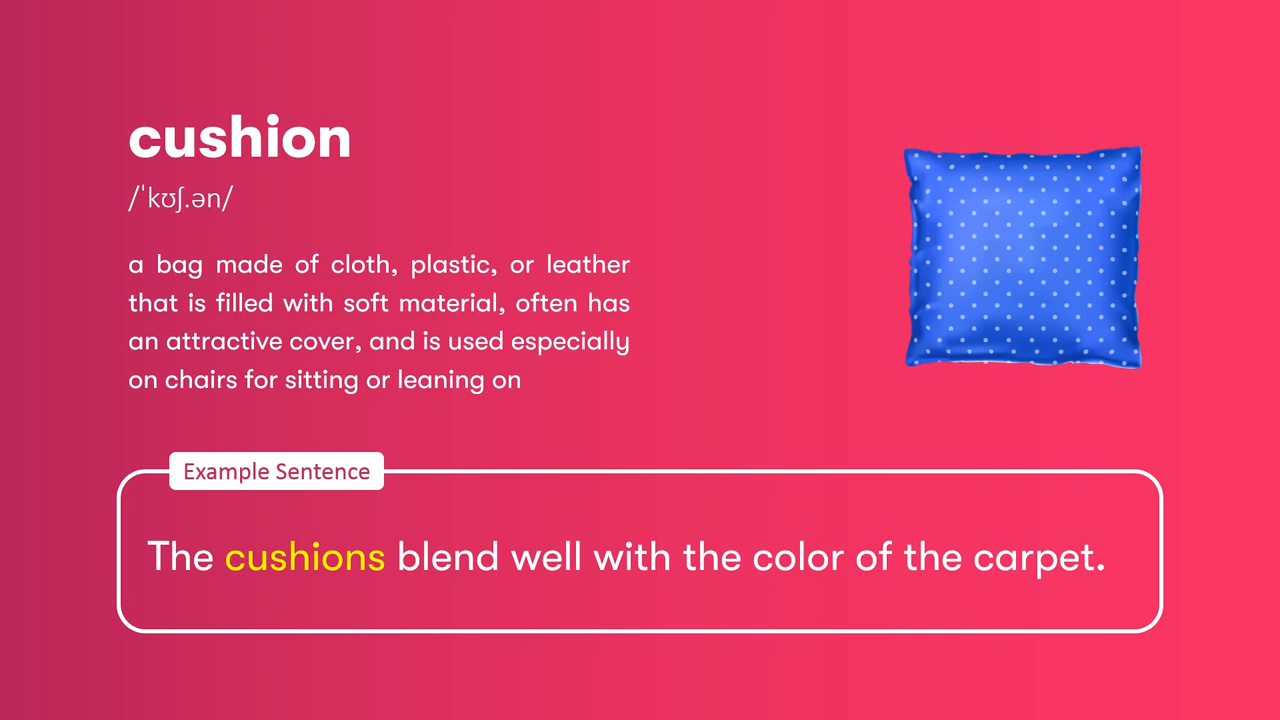 cushion
/ˈkʊʃ.ən/
a bag made of cloth, plastic, or leather
that is filled with soft material, often has
an attractive cover, and is used especially
on chairs for sitting or leaning on
Example Sentence
The cushions blend well with the color of the carpet.